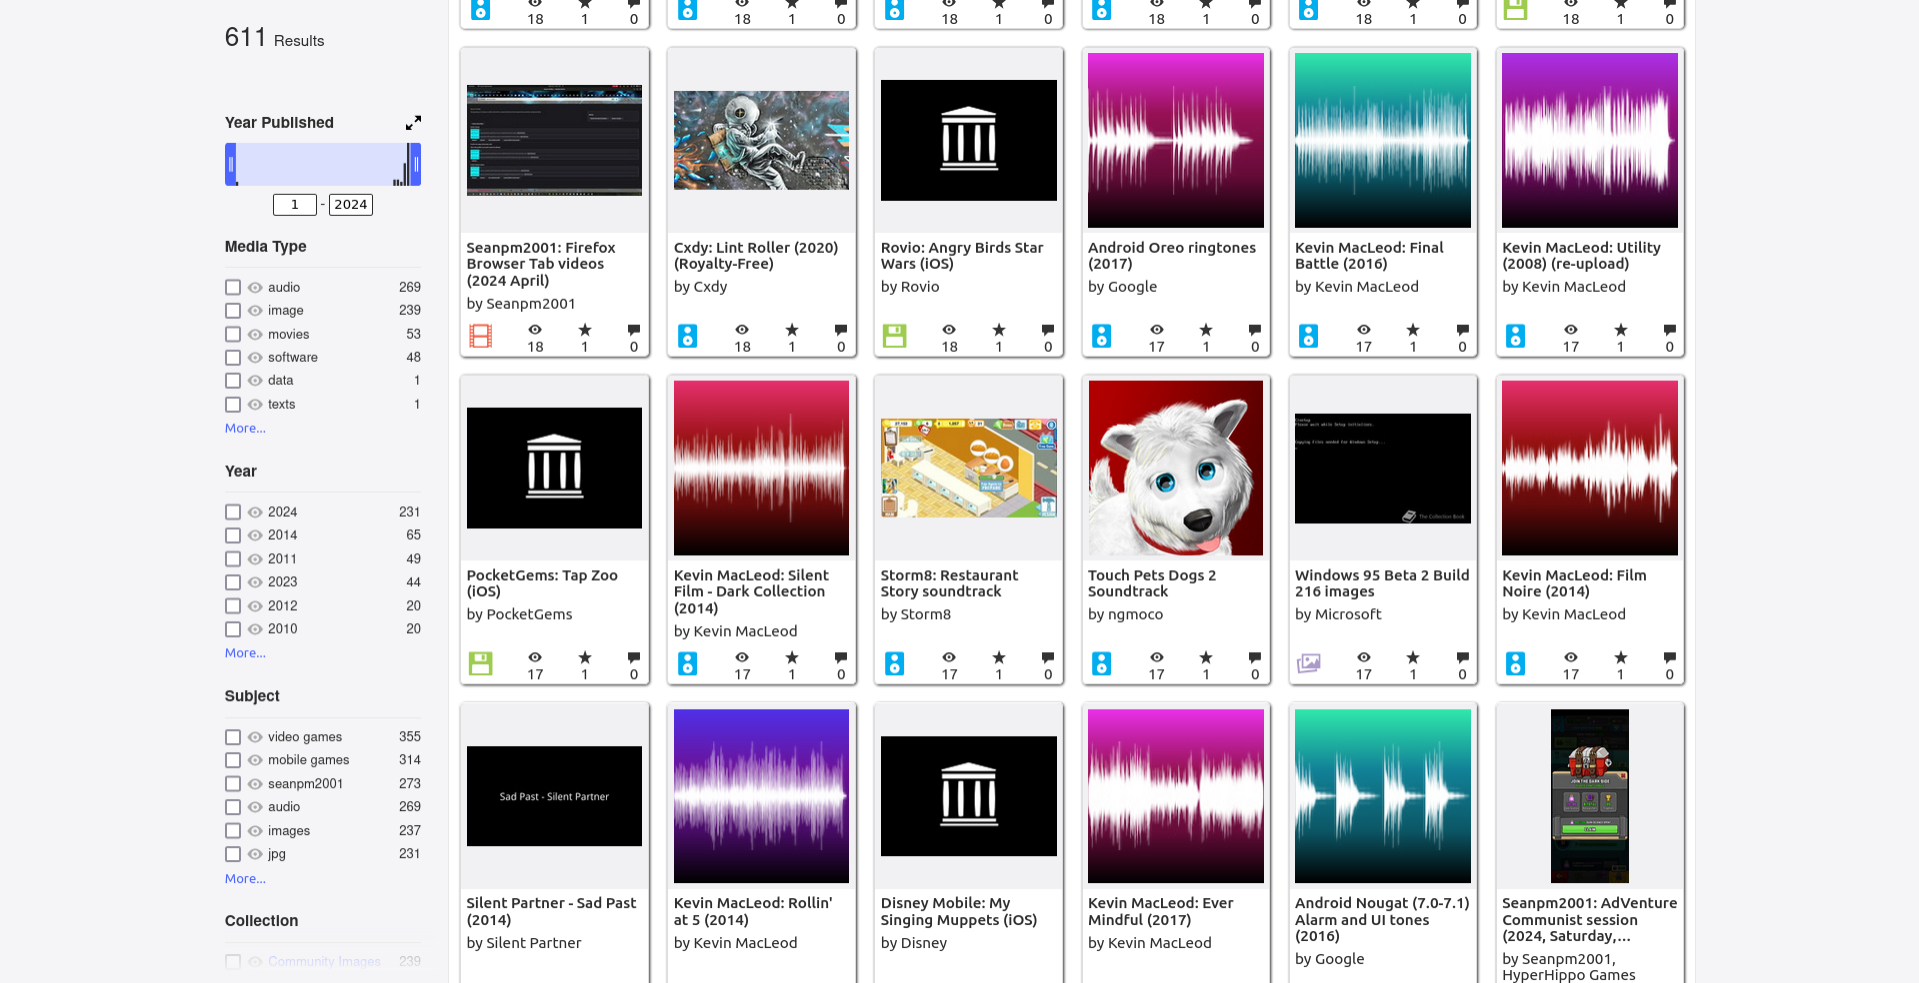 611 Results
Year Published
1 - 2024
Media Type
audio 269
image 239
movies 53
software 48
data 1
texts 1
More...
Year
2024 231
2014 65
2011 49
2023 44
2012 20
2010 20
More...
Subject
video games 355
mobile games 314
seanpm2001 273
audio 269
images 237
jpg 231
More...
Collection
Community Images 239
18 1 0
18 1 0
18 1 0
18 1 0
18 1 0
18 1 0
Seanpm2001: Firefox
Browser Tab videos
(2024 April)
by Seanpm2001
18 1 0
Cxdy: Lint Roller (2020)
(Royalty-Free)
by Cxdy
18 1 0
Rovio: Angry Birds Star
Wars (iOS)
by Rovio
18 1 0
Android Oreo ringtones
(2017)
by Google
17 1 0
Kevin MacLeod: Final
Battle (2016)
by Kevin MacLeod
17 1 0
Kevin MacLeod: Utility
(2008) (re-upload)
by Kevin MacLeod
17 1 0
PocketGems: Tap Zoo
(iOS)
by PocketGems
17 1 0
Kevin MacLeod: Silent
Film - Dark Collection
(2014)
by Kevin MacLeod
17 1 0
Storm8: Restaurant
Story soundtrack
by Storm8
17 1 0
Touch Pets Dogs 2
Soundtrack
by ngmoco
17 1 0
The Collection Book
Windows 95 Beta 2 Build
216 images
by Microsoft
17 1 0
Kevin MacLeod: Film
Noire (2014)
by Kevin MacLeod
17 1 0
Sad Past - Silent Partner
Silent Partner - Sad Past
(2014)
by Silent Partner
Kevin MacLeod: Rollin'
at 5 (2014)
by Kevin MacLeod
Disney Mobile: My
Singing Muppets (iOS)
by Disney
Kevin MacLeod: Ever
Mindful (2017)
by Kevin MacLeod
Android Nougat (7.0-7.1)
Alarm and UI tones
(2016)
by Google
JOIN THE DARK SIDE!
Seanpm2001: AdVenture
Communist session
(2024, Saturday,...
by Seanpm2001,
HyperHippo Games